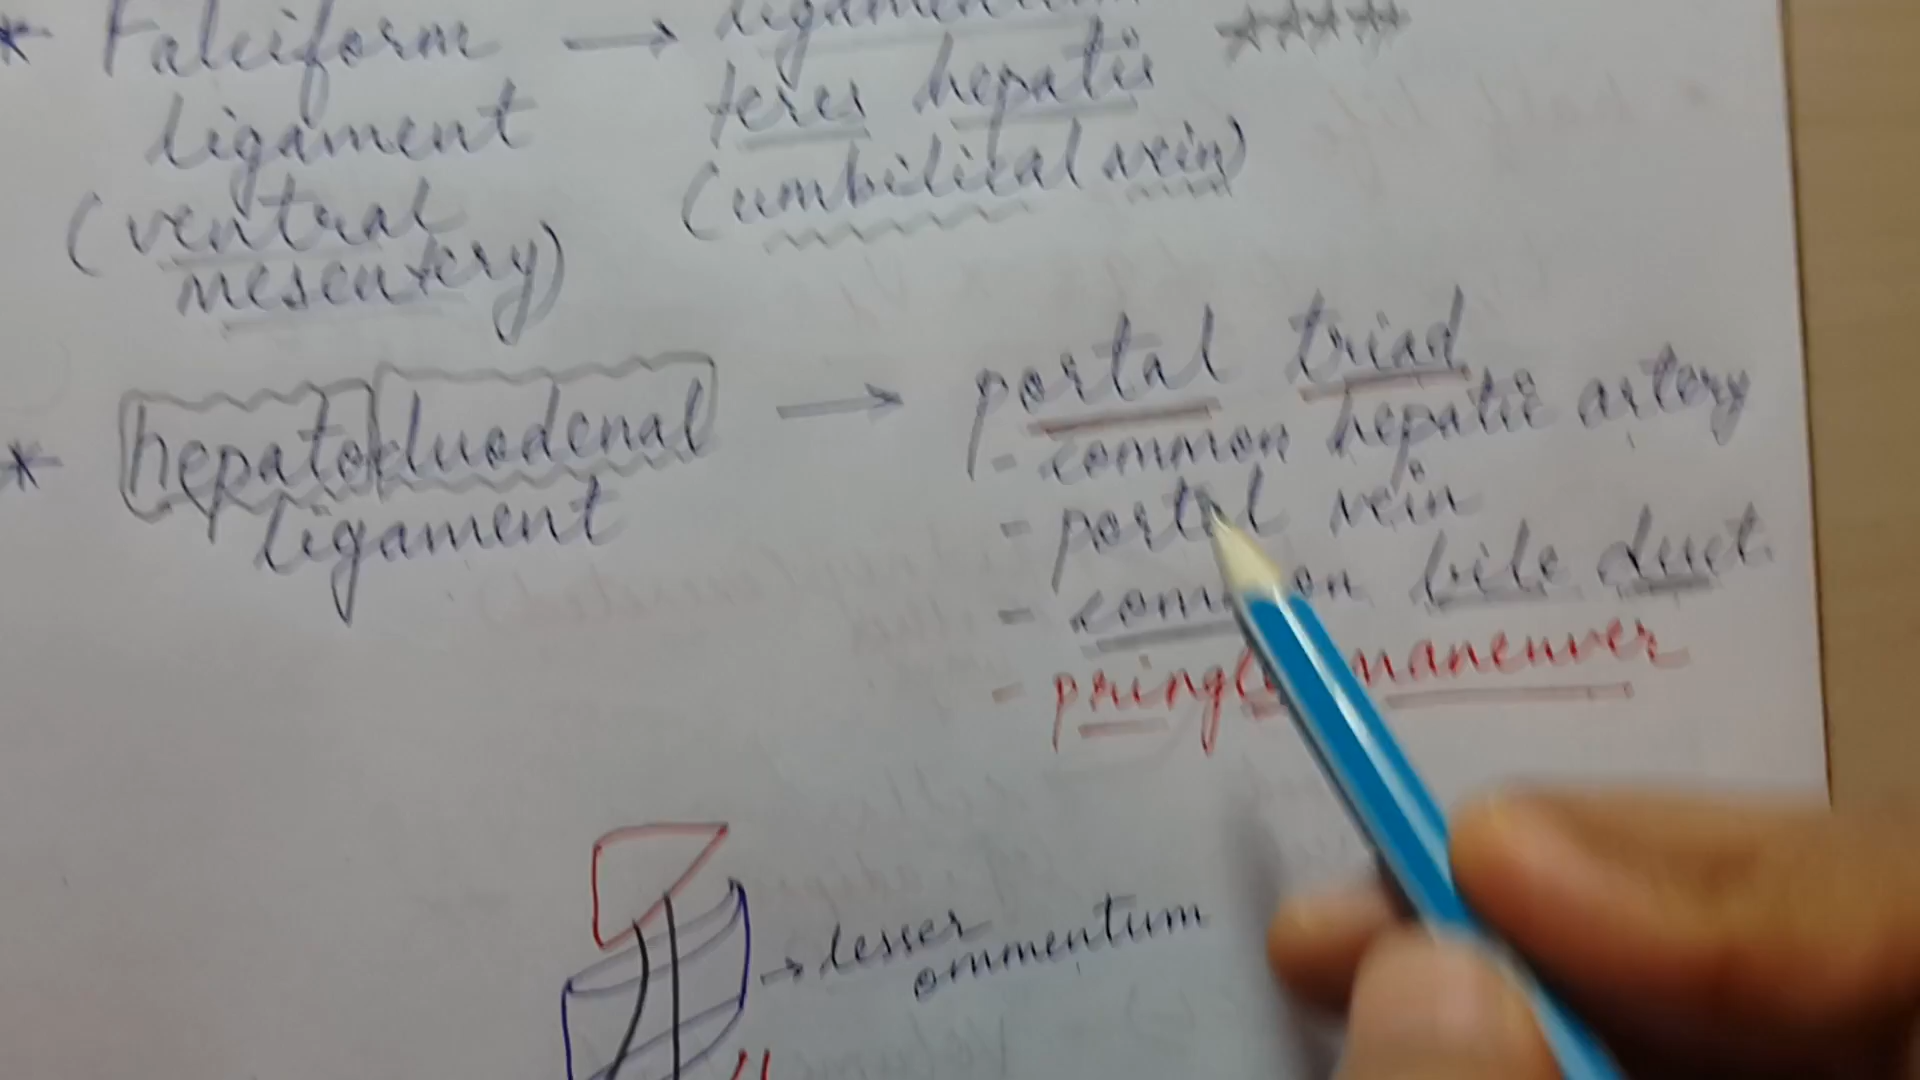 * Falciform → ligamentum
ligament teres hepatis
(ventral (umbilical vein)
mesentery)
* hepatoduodenal → portal triad
ligament - common hepatic artery
- portal vein
- common bile duct.
- pringle maneuver
→ lesser
ommentum